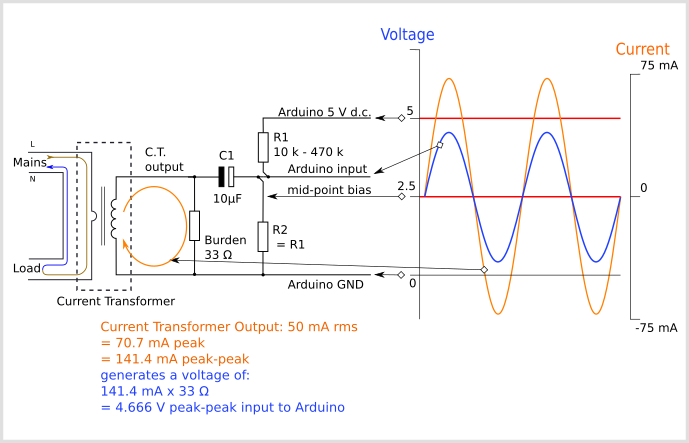 Voltage
Current
75 mA
Arduino 5 V d.c.
5
R1
10 k - 470 k
L
C.T.
output
C1
Mains
Arduino input
N
mid-point bias
2.5
0
10µF
Burden
33 Ω
R2
= R1
Load
Arduino GND
0
Current Transformer
-75 mA
Current Transformer Output: 50 mA rms
= 70.7 mA peak
= 141.4 mA peak-peak
generates a voltage of:
141.4 mA x 33 Ω
= 4.666 V peak-peak input to Arduino